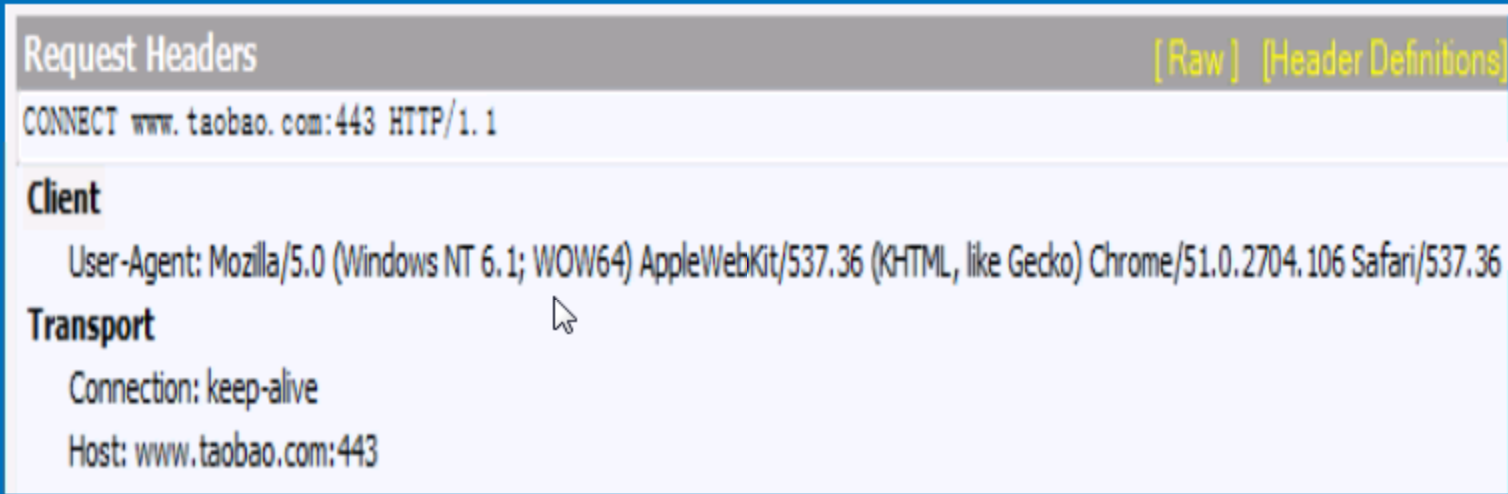 Request Headers [ Raw ] [Header Definitions]
CONNECT www.taobao.com:443 HTTP/1.1
Client
User-Agent: Mozilla/5.0 (Windows NT 6.1; WOW64) AppleWebKit/537.36 (KHTML, like Gecko) Chrome/51.0.2704.106 Safari/537.36
Transport
Connection: keep-alive
Host: www.taobao.com:443